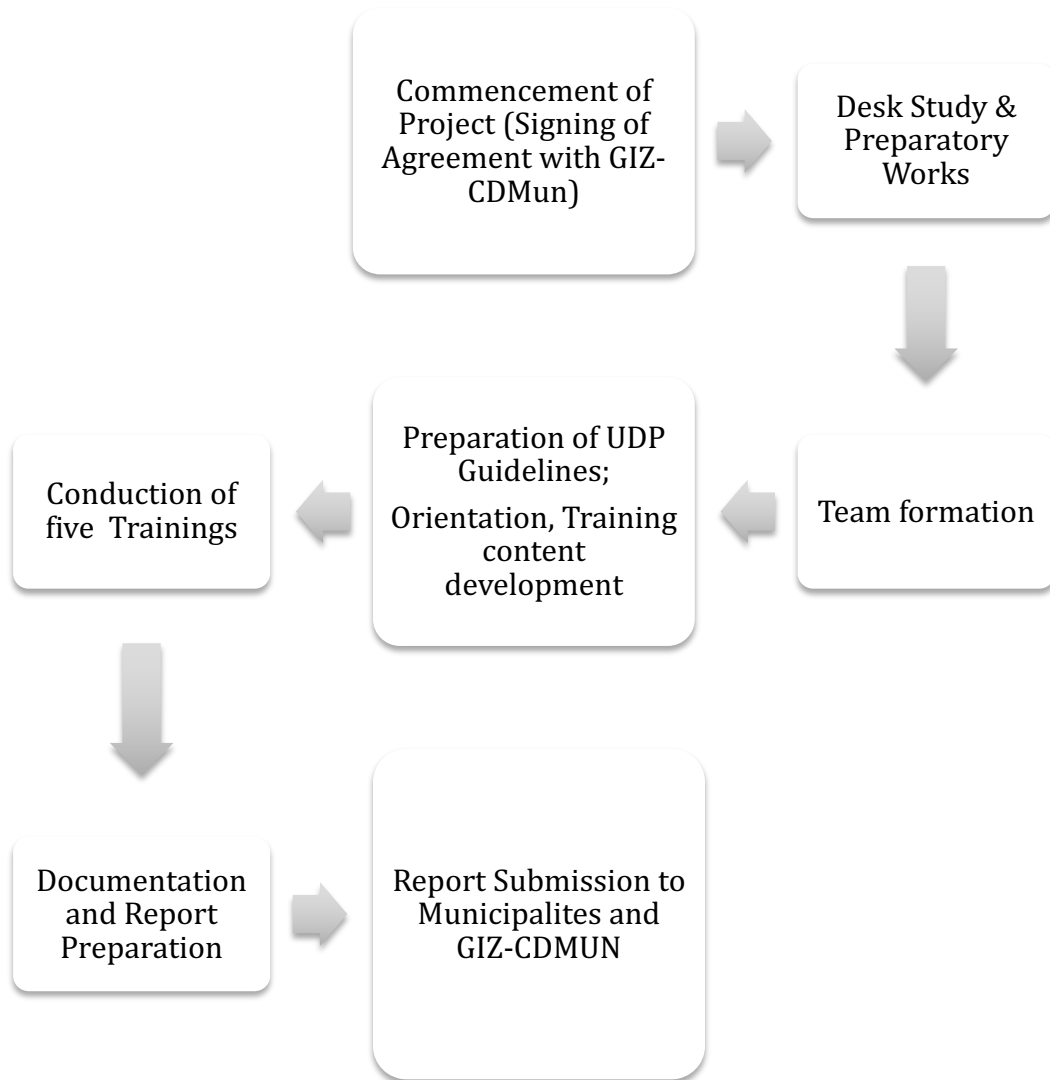 Commencement of
Project (Signing of
Agreement with GIZ-
CDMun)
Desk Study &
Preparatory
Works
Team formation
Preparation of UDP
Guidelines;
Orientation, Training
content
development
Conduction of
five  Trainings
Documentation
and Report
Preparation
Report Submission to
Municipalites and
GIZ-CDMUN